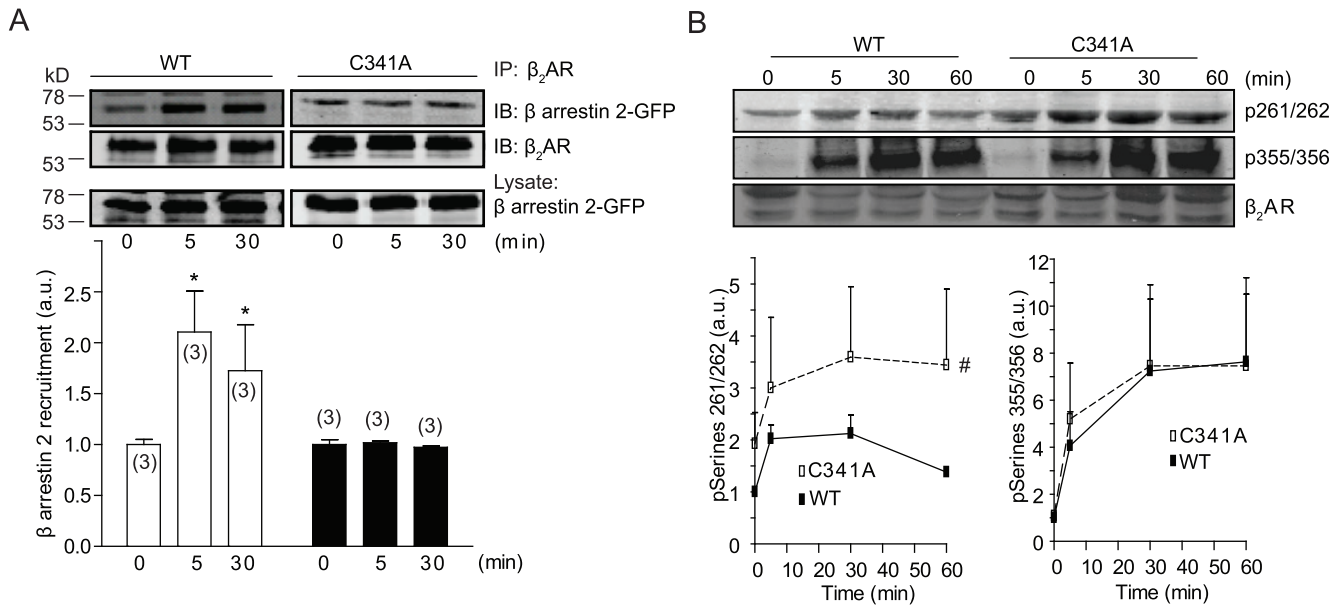 A
WT C341A IP: β2AR
kD
78
53
IB: β arrestin 2-GFP
53
IB: β2AR
Lysate:
78
53
β arrestin 2-GFP
0 5 30 0 5 30 (min)
β arrestin 2 recruitment (a.u.)
2.5
2.0
1.5
1.0
0.5
0.0
* *
(3) (3) (3) (3) (3) (3)
0 5 30 0 5 30 (min)
B
WT C341A
0 5 30 60 0 5 30 60 (min)
p261/262
p355/356
β2AR
pSerines 261/262 (a.u.)
5
4
3
2
1
0
#
C341A
WT
0 10 20 30 40 50 60
Time (min)
pSerines 355/356 (a.u.)
12
10
8
6
4
2
0
C341A
WT
0 10 20 30 40 50 60
Time (min)